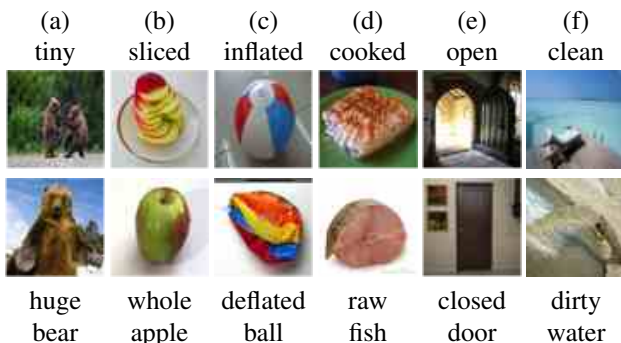 (a) (b) (c) (d) (e) (f)
tiny sliced inflated cooked open clean
huge whole deflated raw closed dirty
bear apple ball fish door water